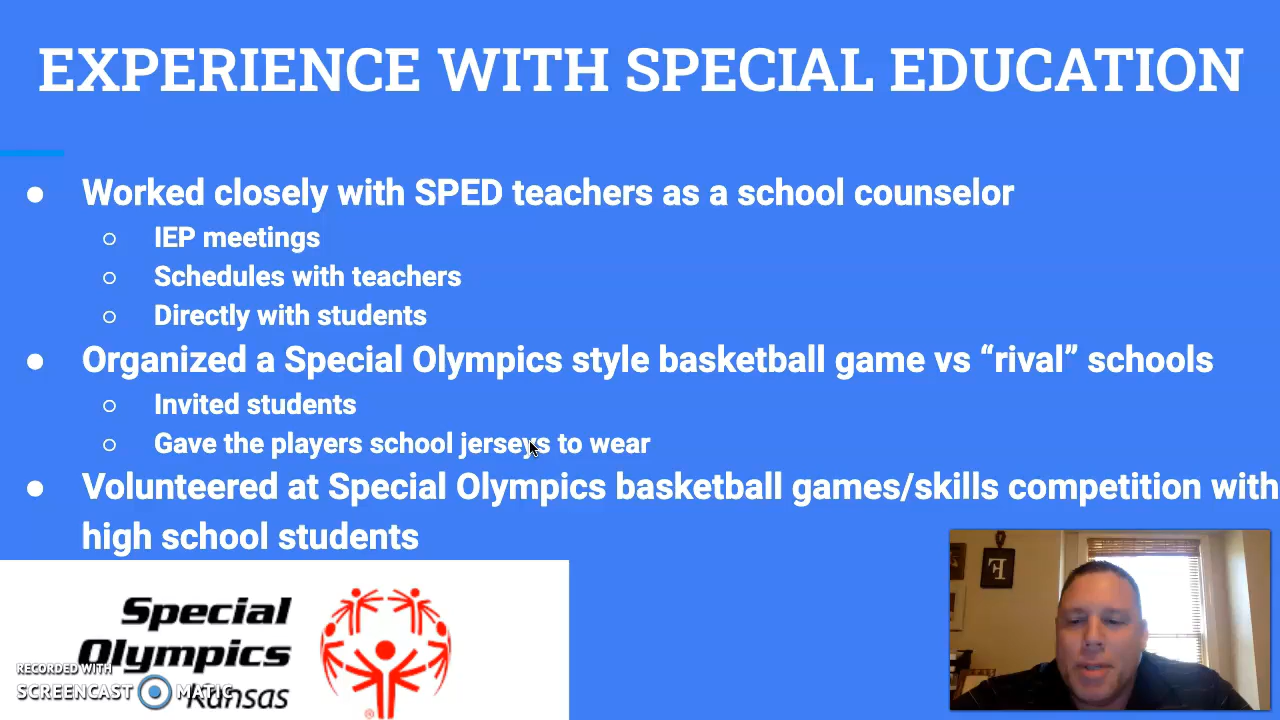 EXPERIENCE WITH SPECIAL EDUCATION
● Worked closely with SPED teachers as a school counselor
○ IEP meetings
○ Schedules with teachers
○ Directly with students
● Organized a Special Olympics style basketball game vs “rival” schools
○ Invited students
○ Gave the players school jerseys to wear
● Volunteered at Special Olympics basketball games/skills competition with
high school students
Special
Olympics
Kansas
®
RECORDED WITH
SCREENCAST MATIC
F